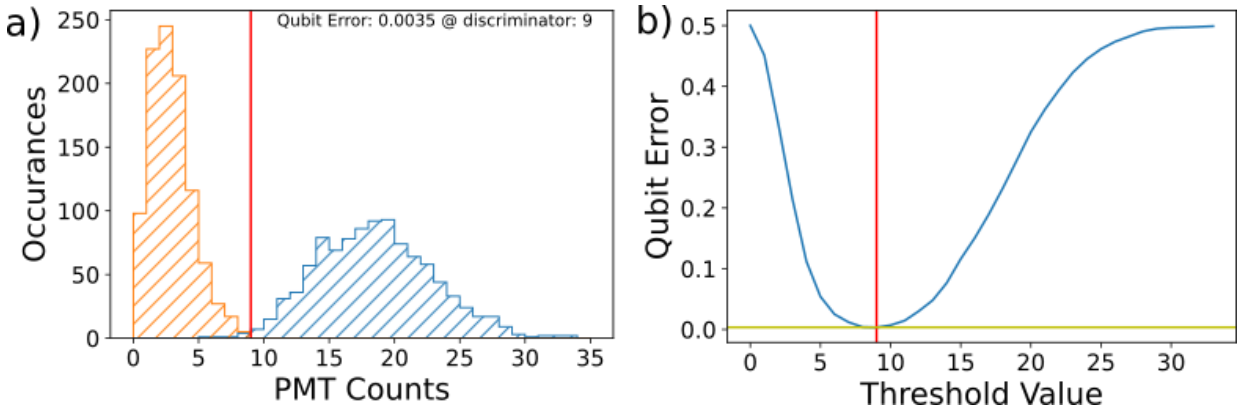 a)
Qubit Error: 0.0035 @ discriminator: 9
250
200
150
100
50
0
Occurances
0 5 10 15 20 25 30 35
PMT Counts
b)
0.5
0.4
0.3
0.2
0.1
0.0
Qubit Error
0 5 10 15 20 25 30
Threshold Value